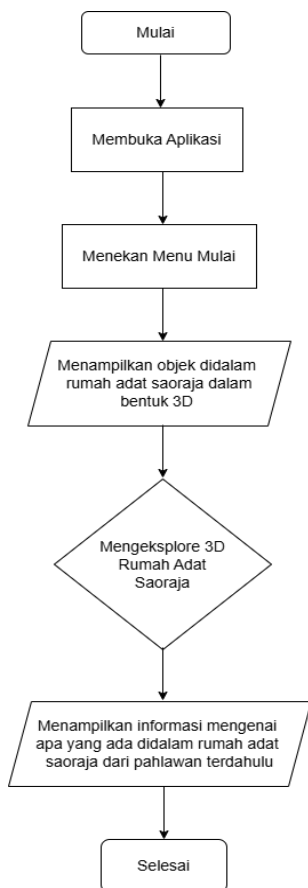 Mulai
Membuka Aplikasi
Menekan Menu Mulai
Menampilkan objek didalam
rumah adat saoraja dalam
bentuk 3D
Mengeksplore 3D
Rumah Adat
Saoraja
Menampilkan informasi mengenai
apa yang ada didalam rumah adat
saoraja dari pahlawan terdahulu
Selesai